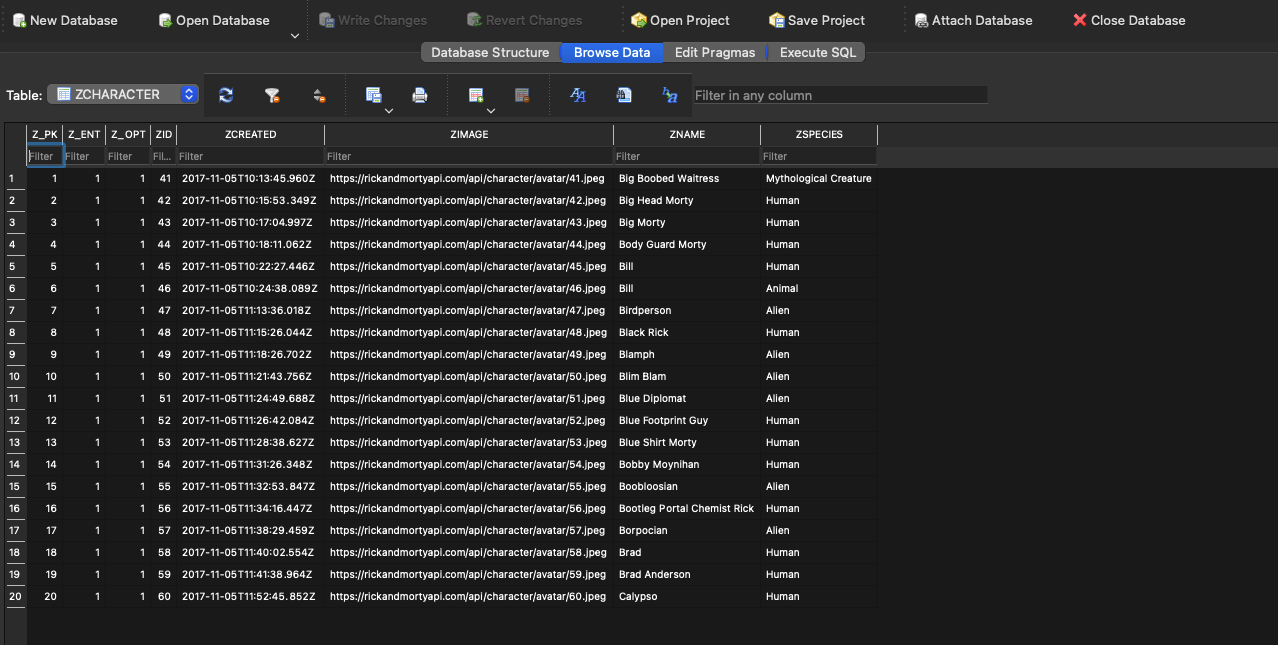 New Database Open Database Write Changes Revert Changes Open Project Save Project Attach Database Close Database
Database Structure Browse Data Edit Pragmas Execute SQL
Table: ZCHARACTER Filter in any column
Z_PK Z_ENT Z_OPT ZID ZCREATED ZIMAGE ZNAME ZSPECIES
Filter Filter Filter Fil... Filter Filter Filter Filter
1 1 1 1 41 2017-11-05T10:13:45.960Z https://rickandmortyapi.com/api/character/avatar/41.jpeg Big Boobed Waitress Mythological Creature
2 2 1 1 42 2017-11-05T10:15:53.349Z https://rickandmortyapi.com/api/character/avatar/42.jpeg Big Head Morty Human
3 3 1 1 43 2017-11-05T10:17:04.997Z https://rickandmortyapi.com/api/character/avatar/43.jpeg Big Morty Human
4 4 1 1 44 2017-11-05T10:18:11.062Z https://rickandmortyapi.com/api/character/avatar/44.jpeg Body Guard Morty Human
5 5 1 1 45 2017-11-05T10:22:27.446Z https://rickandmortyapi.com/api/character/avatar/45.jpeg Bill Human
6 6 1 1 46 2017-11-05T10:24:38.089Z https://rickandmortyapi.com/api/character/avatar/46.jpeg Bill Animal
7 7 1 1 47 2017-11-05T11:13:36.018Z https://rickandmortyapi.com/api/character/avatar/47.jpeg Birdperson Alien
8 8 1 1 48 2017-11-05T11:15:26.044Z https://rickandmortyapi.com/api/character/avatar/48.jpeg Black Rick Human
9 9 1 1 49 2017-11-05T11:18:26.702Z https://rickandmortyapi.com/api/character/avatar/49.jpeg Blamph Alien
10 10 1 1 50 2017-11-05T11:21:43.756Z https://rickandmortyapi.com/api/character/avatar/50.jpeg Blim Blam Alien
11 11 1 1 51 2017-11-05T11:24:49.688Z https://rickandmortyapi.com/api/character/avatar/51.jpeg Blue Diplomat Alien
12 12 1 1 52 2017-11-05T11:26:42.084Z https://rickandmortyapi.com/api/character/avatar/52.jpeg Blue Footprint Guy Human
13 13 1 1 53 2017-11-05T11:28:38.627Z https://rickandmortyapi.com/api/character/avatar/53.jpeg Blue Shirt Morty Human
14 14 1 1 54 2017-11-05T11:31:26.348Z https://rickandmortyapi.com/api/character/avatar/54.jpeg Bobby Moynihan Human
15 15 1 1 55 2017-11-05T11:32:53.847Z https://rickandmortyapi.com/api/character/avatar/55.jpeg Boobloosian Alien
16 16 1 1 56 2017-11-05T11:34:16.447Z https://rickandmortyapi.com/api/character/avatar/56.jpeg Bootleg Portal Chemist Rick Human
17 17 1 1 57 2017-11-05T11:38:29.459Z https://rickandmortyapi.com/api/character/avatar/57.jpeg Borpocian Alien
18 18 1 1 58 2017-11-05T11:40:02.554Z https://rickandmortyapi.com/api/character/avatar/58.jpeg Brad Human
19 19 1 1 59 2017-11-05T11:41:38.964Z https://rickandmortyapi.com/api/character/avatar/59.jpeg Brad Anderson Human
20 20 1 1 60 2017-11-05T11:52:45.852Z https://rickandmortyapi.com/api/character/avatar/60.jpeg Calypso Human